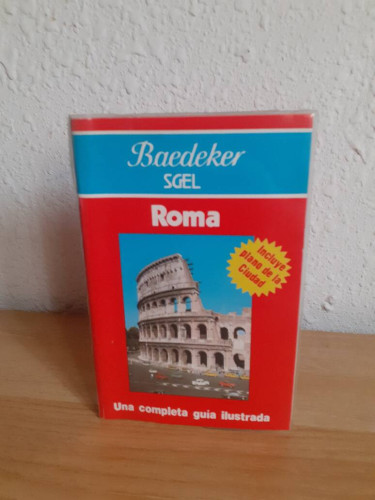 Baedeker
SGEL
Roma
Incluye
plano de la
Ciudad
Una completa guía ilustrada